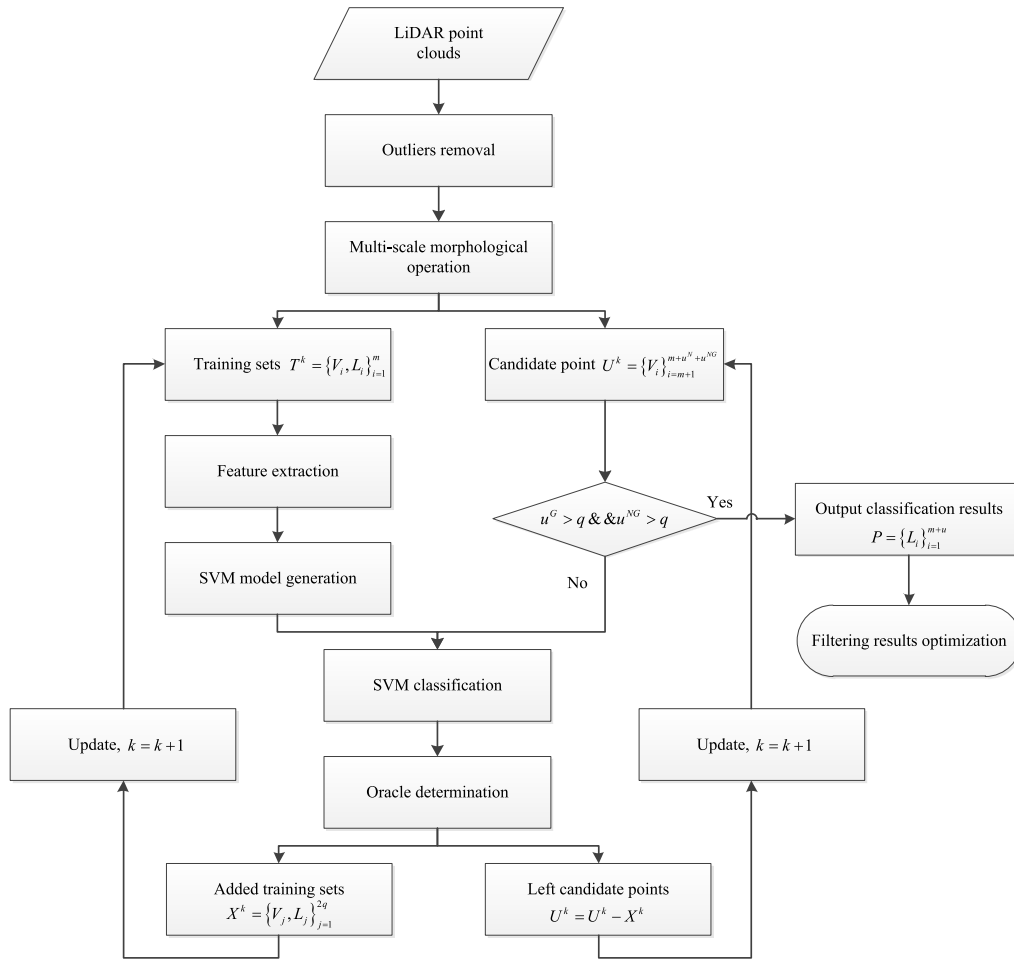 LiDAR point
clouds
Outliers removal
Multi-scale morphological
operation
Training sets T^k = {V_i, L_i}_{i=1}^{m}
Candidate point U^k = {V_i}_{i=m+1}^{m+u^N+u^{NG}}
Feature extraction
u^G > q & &u^{NG} > q
Yes
Output classification results
P = {L_i}_{i=1}^{m+u}
SVM model generation
No
Filtering results optimization
SVM classification
Update, k = k + 1
Update, k = k + 1
Oracle determination
Added training sets
X^k = {V_j, L_j}_{j=1}^{2q}
Left candidate points
U^k = U^k − X^k